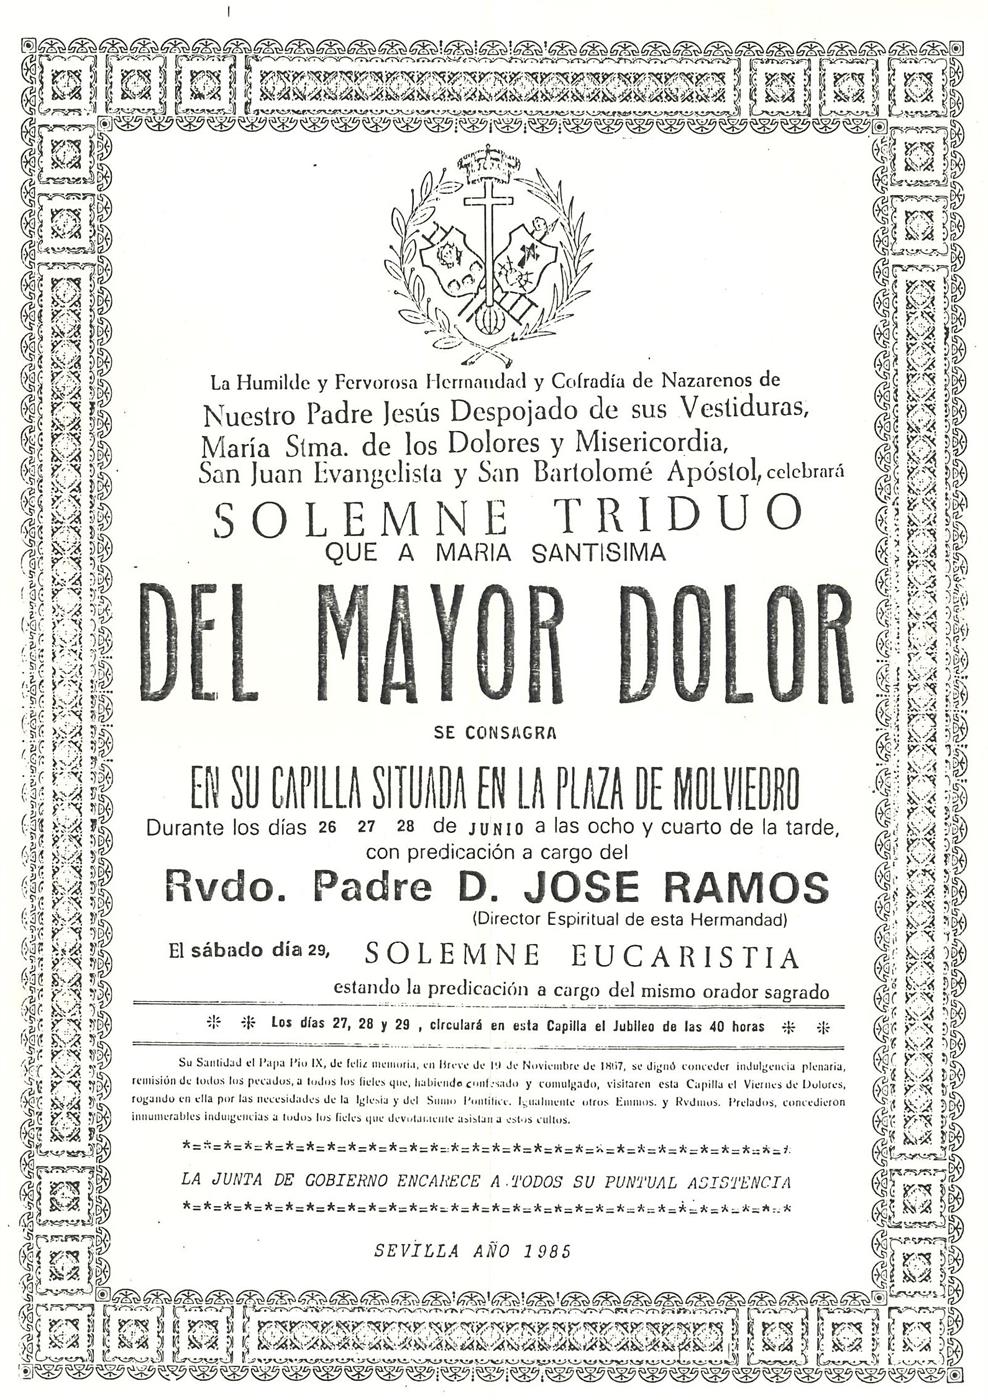 La Humilde y Fervorosa Hermandad y Cofradía de Nazarenos de
Nuestro Padre Jesús Despojado de sus Vestiduras,
María Stma. de los Dolores y Misericordia,
San Juan Evangelista y San Bartolomé Apóstol, celebrará
SOLEMNE TRIDUO
QUE A MARIA SANTISIMA
DEL MAYOR DOLOR
SE CONSAGRA
EN SU CAPILLA SITUADA EN LA PLAZA DE MOLVIEDRO
Durante los días 26 27 28 de JUNIO a las ocho y cuarto de la tarde,
con predicación a cargo del
Rvdo. Padre D. JOSE RAMOS
(Director Espiritual de esta Hermandad)
El sábado día 29, SOLEMNE EUCARISTIA
estando la predicación a cargo del mismo orador sagrado
Los días 27, 28 y 29 , circulará en esta Capilla el Jubileo de las 40 horas
Su Santidad el Papa Pio IX, de feliz memoria, en Breve de 19 de Noviembre de 1867, se dignó conceder indulgencia plenaria,
remisión de todos los pecados, a todos los fieles que, habiendo confesado y comulgado, visitaren esta Capilla el Viernes de Dolores,
rogando en ella por las necesidades de la Iglesia y del Sumo Pontífice. Igualmente otros Emmos. y Rvdmos. Prelados, concedieron
innumerables indulgencias a todos los fieles que devotamente asistan a estos cultos.
*=*=*=*=*=*=*=*=*=*=*=*=*=*=*=*=*=*=*=*=*=*=*=*=*=*=*=*=*=*
LA JUNTA DE GOBIERNO ENCARECE A TODOS SU PUNTUAL ASISTENCIA
*=*=*=*=*=*=*=*=*=*=*=*=*=*=*=*=*=*=*=*=*=*=*=*=*=*=*=*=*=*
SEVILLA AÑO 1985